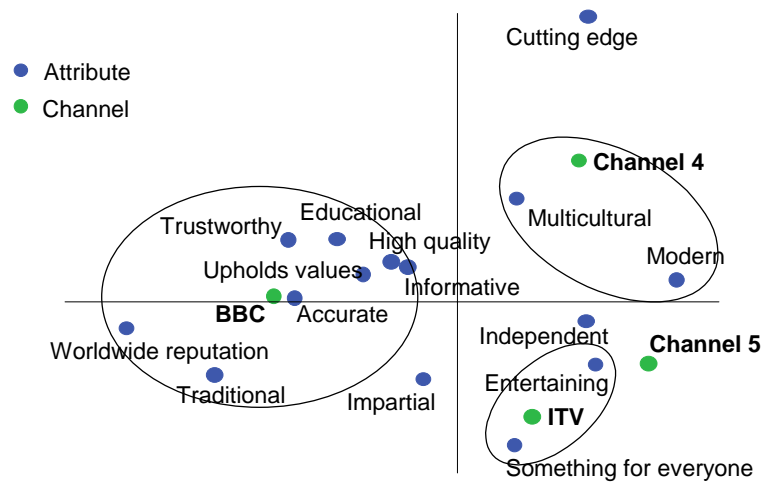 Cutting edge
Attribute
Channel
Channel 4
Educational
Trustworthy
Multicultural
High quality
Modern
Upholds values
Informative
BBC
Accurate
Independent
Channel 5
Worldwide reputation
Entertaining
Traditional
Impartial
ITV
Something for everyone